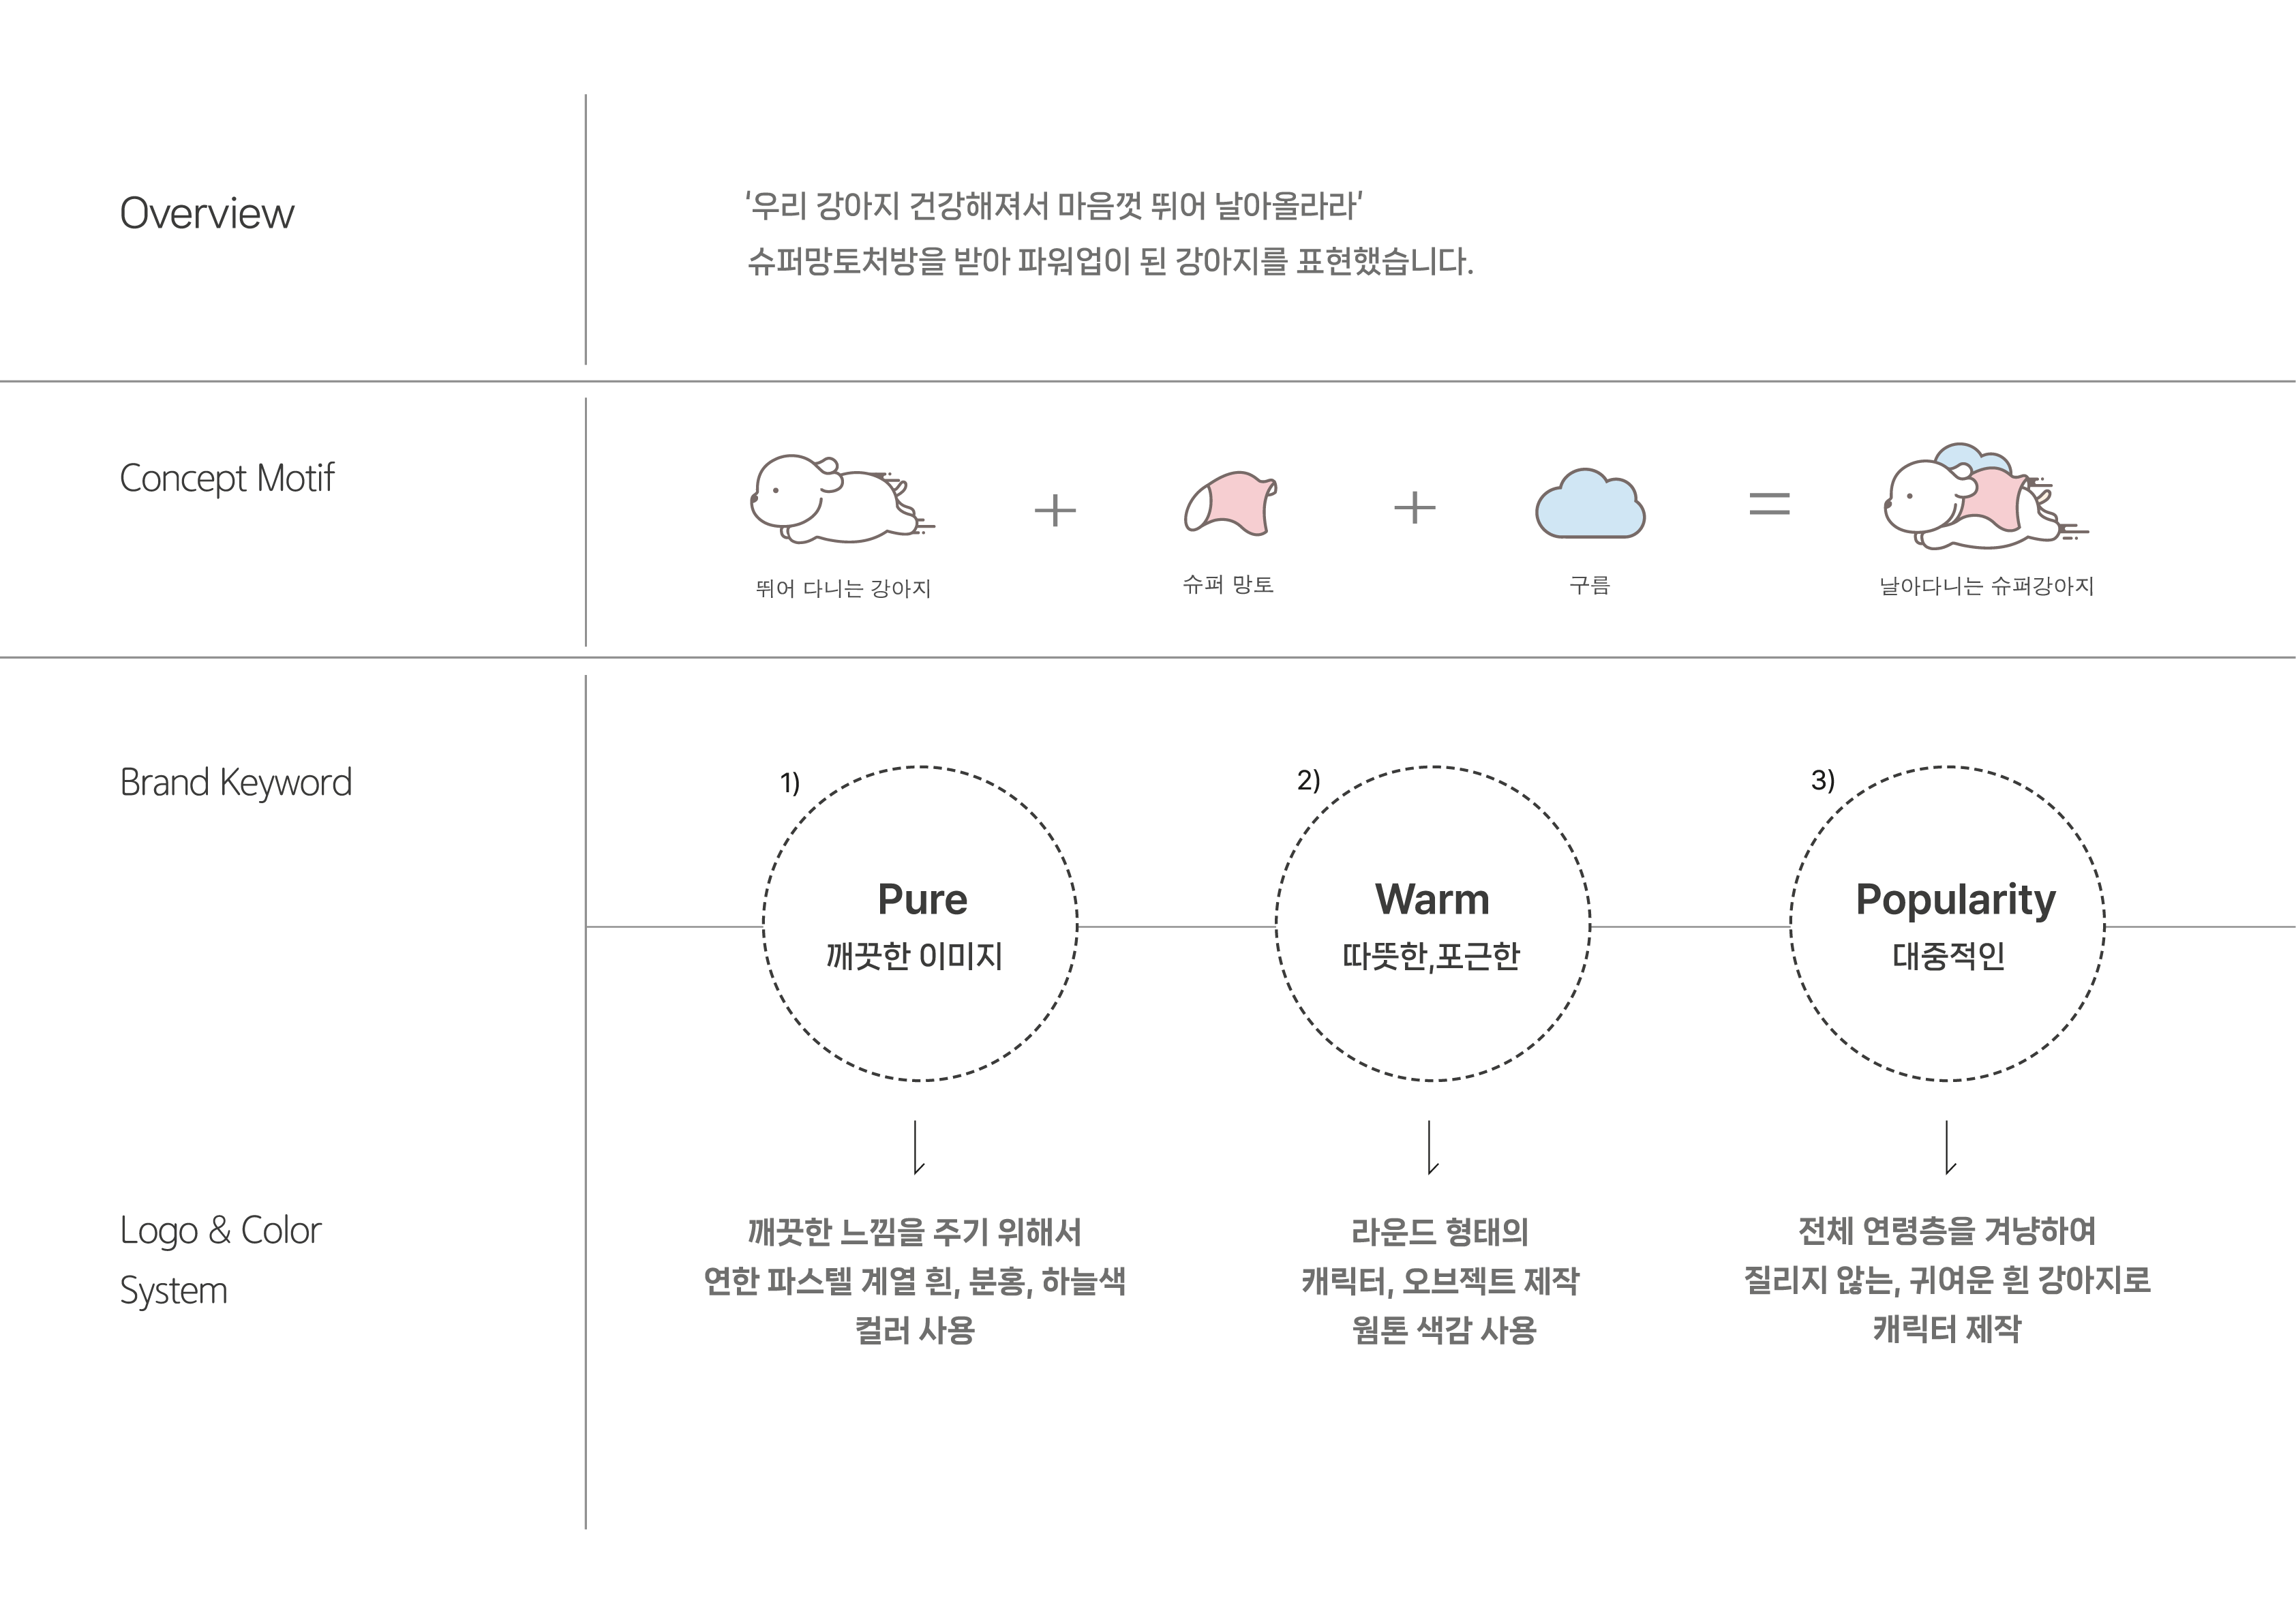 Overview
‘우리 강아지 건강해져서 마음껏 뛰어 날아올라라’
슈퍼망토처방을 받아 파워업이 된 강아지를 표현했습니다.
Concept Motif
뛰어 다니는 강아지
+
슈퍼 망토
+
구름
=
날아다니는 슈퍼강아지
Brand Keyword
1)
Pure
깨끗한 이미지
2)
Warm
따뜻한,포근한
3)
Popularity
대중적인
Logo & Color
System
깨끗한 느낌을 주기 위해서
연한 파스텔 계열 흰, 분홍, 하늘색
컬러 사용
라운드 형태의
캐릭터, 오브젝트 제작
웜톤 색감 사용
전체 연령층을 겨냥하여
질리지 않는, 귀여운 흰 강아지로
캐릭터 제작